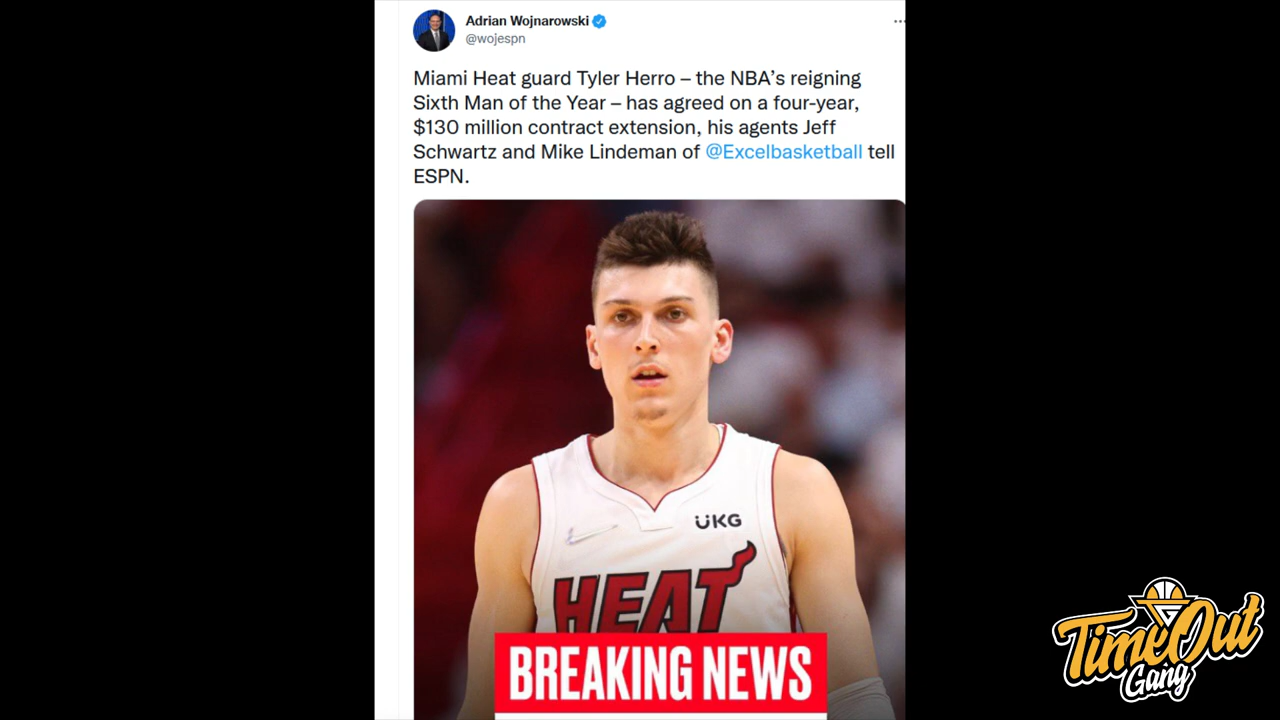 Adrian Wojnarowski
@wojespn
Miami Heat guard Tyler Herro – the NBA’s reigning
Sixth Man of the Year – has agreed on a four-year,
$130 million contract extension, his agents Jeff
Schwartz and Mike Lindeman of @Excelbasketball tell
ESPN.
UKG
HEAT
BREAKING NEWS
TimeOut
Gang